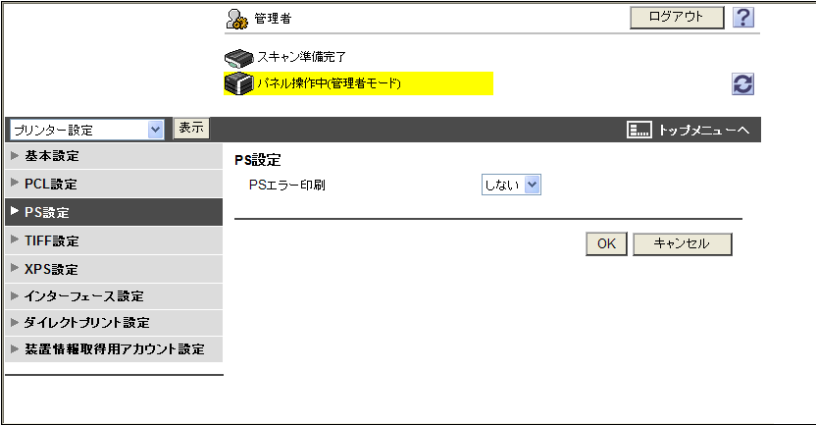 管理者
ログアウト
?
スキャン準備完了
パネル操作中(管理者モード)
プリンター設定
表示
トップメニューへ
基本設定
PCL設定
PS設定
TIFF設定
XPS設定
インターフェース設定
ダイレクトプリント設定
装置情報取得用アカウント設定
PS設定
PSエラー印刷
しない
OK
キャンセル